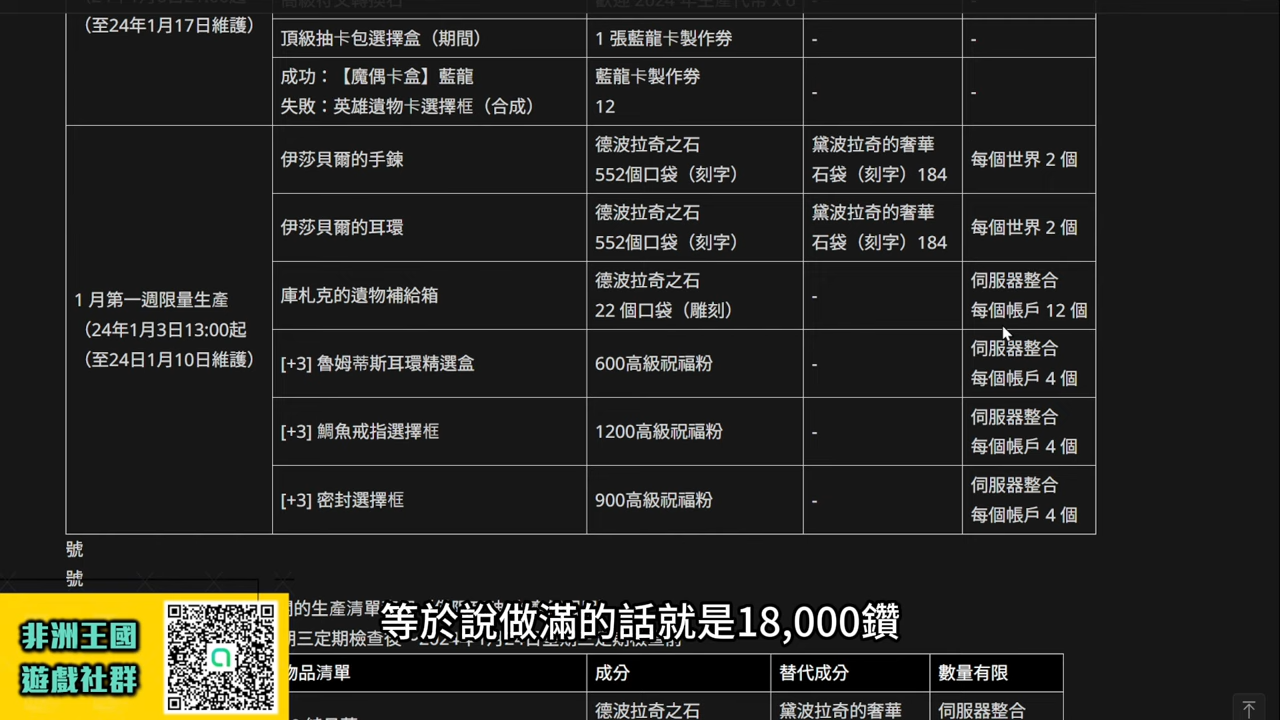 （至24年1月17日維護）
頂級抽卡包選擇盒（期間）
1 張藍龍卡製作券
-
-
成功：【魔偶卡盒】藍龍
失敗：英雄遺物卡選擇框（合成）
藍龍卡製作券
12
-
-
1 月第一週限量生產
（24年1月3日13:00起
（至24日1月10日維護）
伊莎貝爾的手鍊
德波拉奇之石
552個口袋（刻字）
黛波拉奇的奢華
石袋（刻字）184
每個世界 2 個
伊莎貝爾的耳環
德波拉奇之石
552個口袋（刻字）
黛波拉奇的奢華
石袋（刻字）184
每個世界 2 個
庫札克的遺物補給箱
德波拉奇之石
22 個口袋（雕刻）
-
伺服器整合
每個帳戶 12 個
[+3] 魯姆蒂斯耳環精選盒
600高級祝福粉
-
伺服器整合
每個帳戶 4 個
[+3] 鯛魚戒指選擇框
1200高級祝福粉
-
伺服器整合
每個帳戶 4 個
[+3] 密封選擇框
900高級祝福粉
-
伺服器整合
每個帳戶 4 個
號
號
間的生產清單
等於說做滿的話就是18,000鑽
期三定期檢查後
物品清單
成分
替代成分
數量有限
德波拉奇之石
黛波拉奇的奢華
伺服器整合
非洲王國
遊戲社群